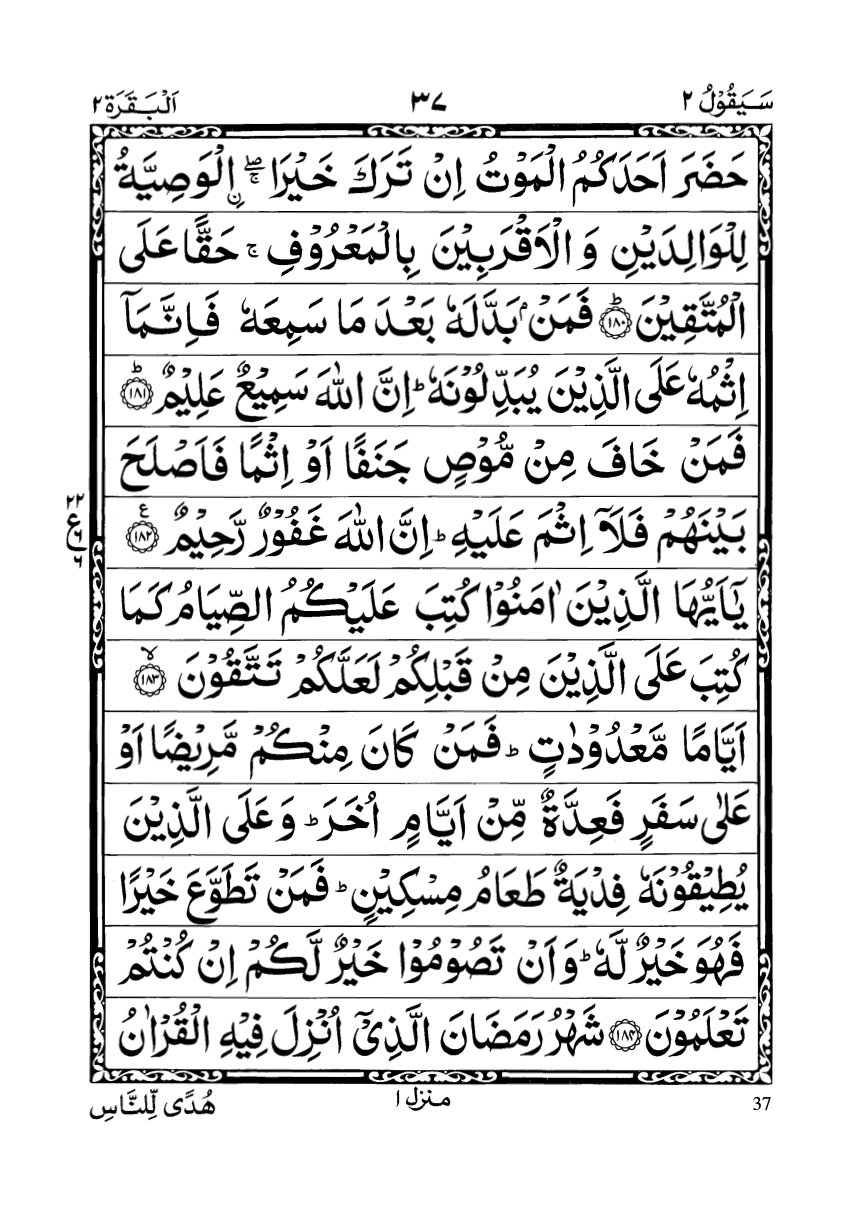 سَيَقُوْلُ ٢
٣٧
اَلْبَقَرَة ٢
حَضَرَ اَحَدَكُمُ الْمَوْتُ اِنْ تَرَكَ خَيْرَا ۖۚ اِ۟لْوَصِيَّةُ
لِلْوَالِدَيْنِ وَ الْاَقْرَبِيْنَ بِالْمَعْرُوْفِ ۚ حَقًّا عَلَى
الْمُتَّقِيْنَ ؕ ﴿١٨٠﴾ فَمَنْۢ بَدَّلَهٗ بَعْدَ مَا سَمِعَهٗ فَاِنَّمَاۤ
اِثْمُهٗ عَلَى الَّذِيْنَ يُبَدِّلُوْنَهٗ ؕ اِنَّ اللّٰهَ سَمِيْعٌ عَلِيْمٌ ؕ ﴿١٨١﴾
فَمَنْ خَافَ مِنْ مُّوْصٍ جَنَفًا اَوْ اِثْمًا فَاَصْلَحَ
بَيْنَهُمْ فَلَاۤ اِثْمَ عَلَيْهِ ؕ اِنَّ اللّٰهَ غَفُوْرٌ رَّحِيْمٌ ﴿١٨٢﴾ ع
٢٢
ع
٦
٦
يٰۤاَيُّهَا الَّذِيْنَ اٰمَنُوْا كُتِبَ عَلَيْكُمُ الصِّيَامُ كَمَا
كُتِبَ عَلَى الَّذِيْنَ مِنْ قَبْلِكُمْ لَعَلَّكُمْ تَتَّقُوْنَ ۙ ﴿١٨٣﴾
اَيَّامًا مَّعْدُوْدٰتٍ ؕ فَمَنْ كَانَ مِنْكُمْ مَّرِيْضًا اَوْ
عَلٰى سَفَرٍ فَعِدَّةٌ مِّنْ اَيَّامٍ اُخَرَ ؕ وَعَلَى الَّذِيْنَ
يُطِيْقُوْنَهٗ فِدْيَةٌ طَعَامُ مِسْكِيْنٍ ؕ فَمَنْ تَطَوَّعَ خَيْرًا
فَهُوَ خَيْرٌ لَّهٗ ؕ وَاَنْ تَصُوْمُوْا خَيْرٌ لَّكُمْ اِنْ كُنْتُمْ
تَعْلَمُوْنَ ﴿١٨٤﴾ شَهْرُ رَمَضَانَ الَّذِيْۤ اُنْزِلَ فِيْهِ الْقُرْاٰنُ
هُدًى لِّلنَّاسِ
منزل ١
37